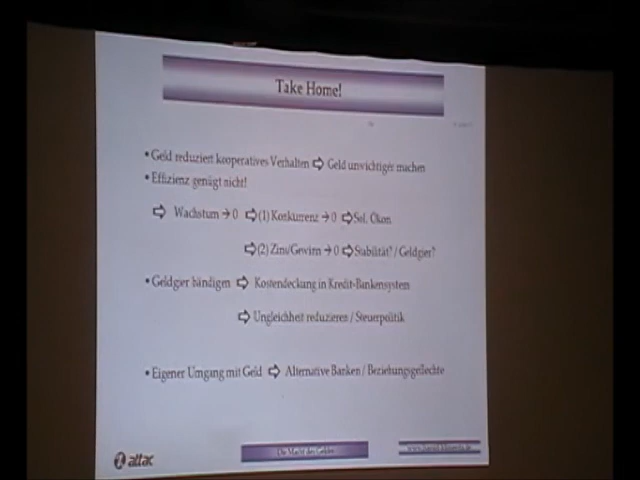 Take Home!
• Geld reduziert kooperatives Verhalten ⇨ Geld unwichtiger machen
• Effizienz genügt nicht!
⇨ Wachstum → 0 ⇨ (1) Konkurrenz → 0 ⇨ Sol. Ökon.
⇨ (2) Zins/Gewinn → 0 ⇨ Stabilität? / Geldgier?
• Geldgier bändigen ⇨ Kostendeckung in Kredit-Bankensystem
⇨ Ungleichheit reduzieren / Steuerpolitik
• Eigener Umgang mit Geld ⇨ Alternative Banken / Beziehungsgeflechte
attac
Die Macht des Geldes